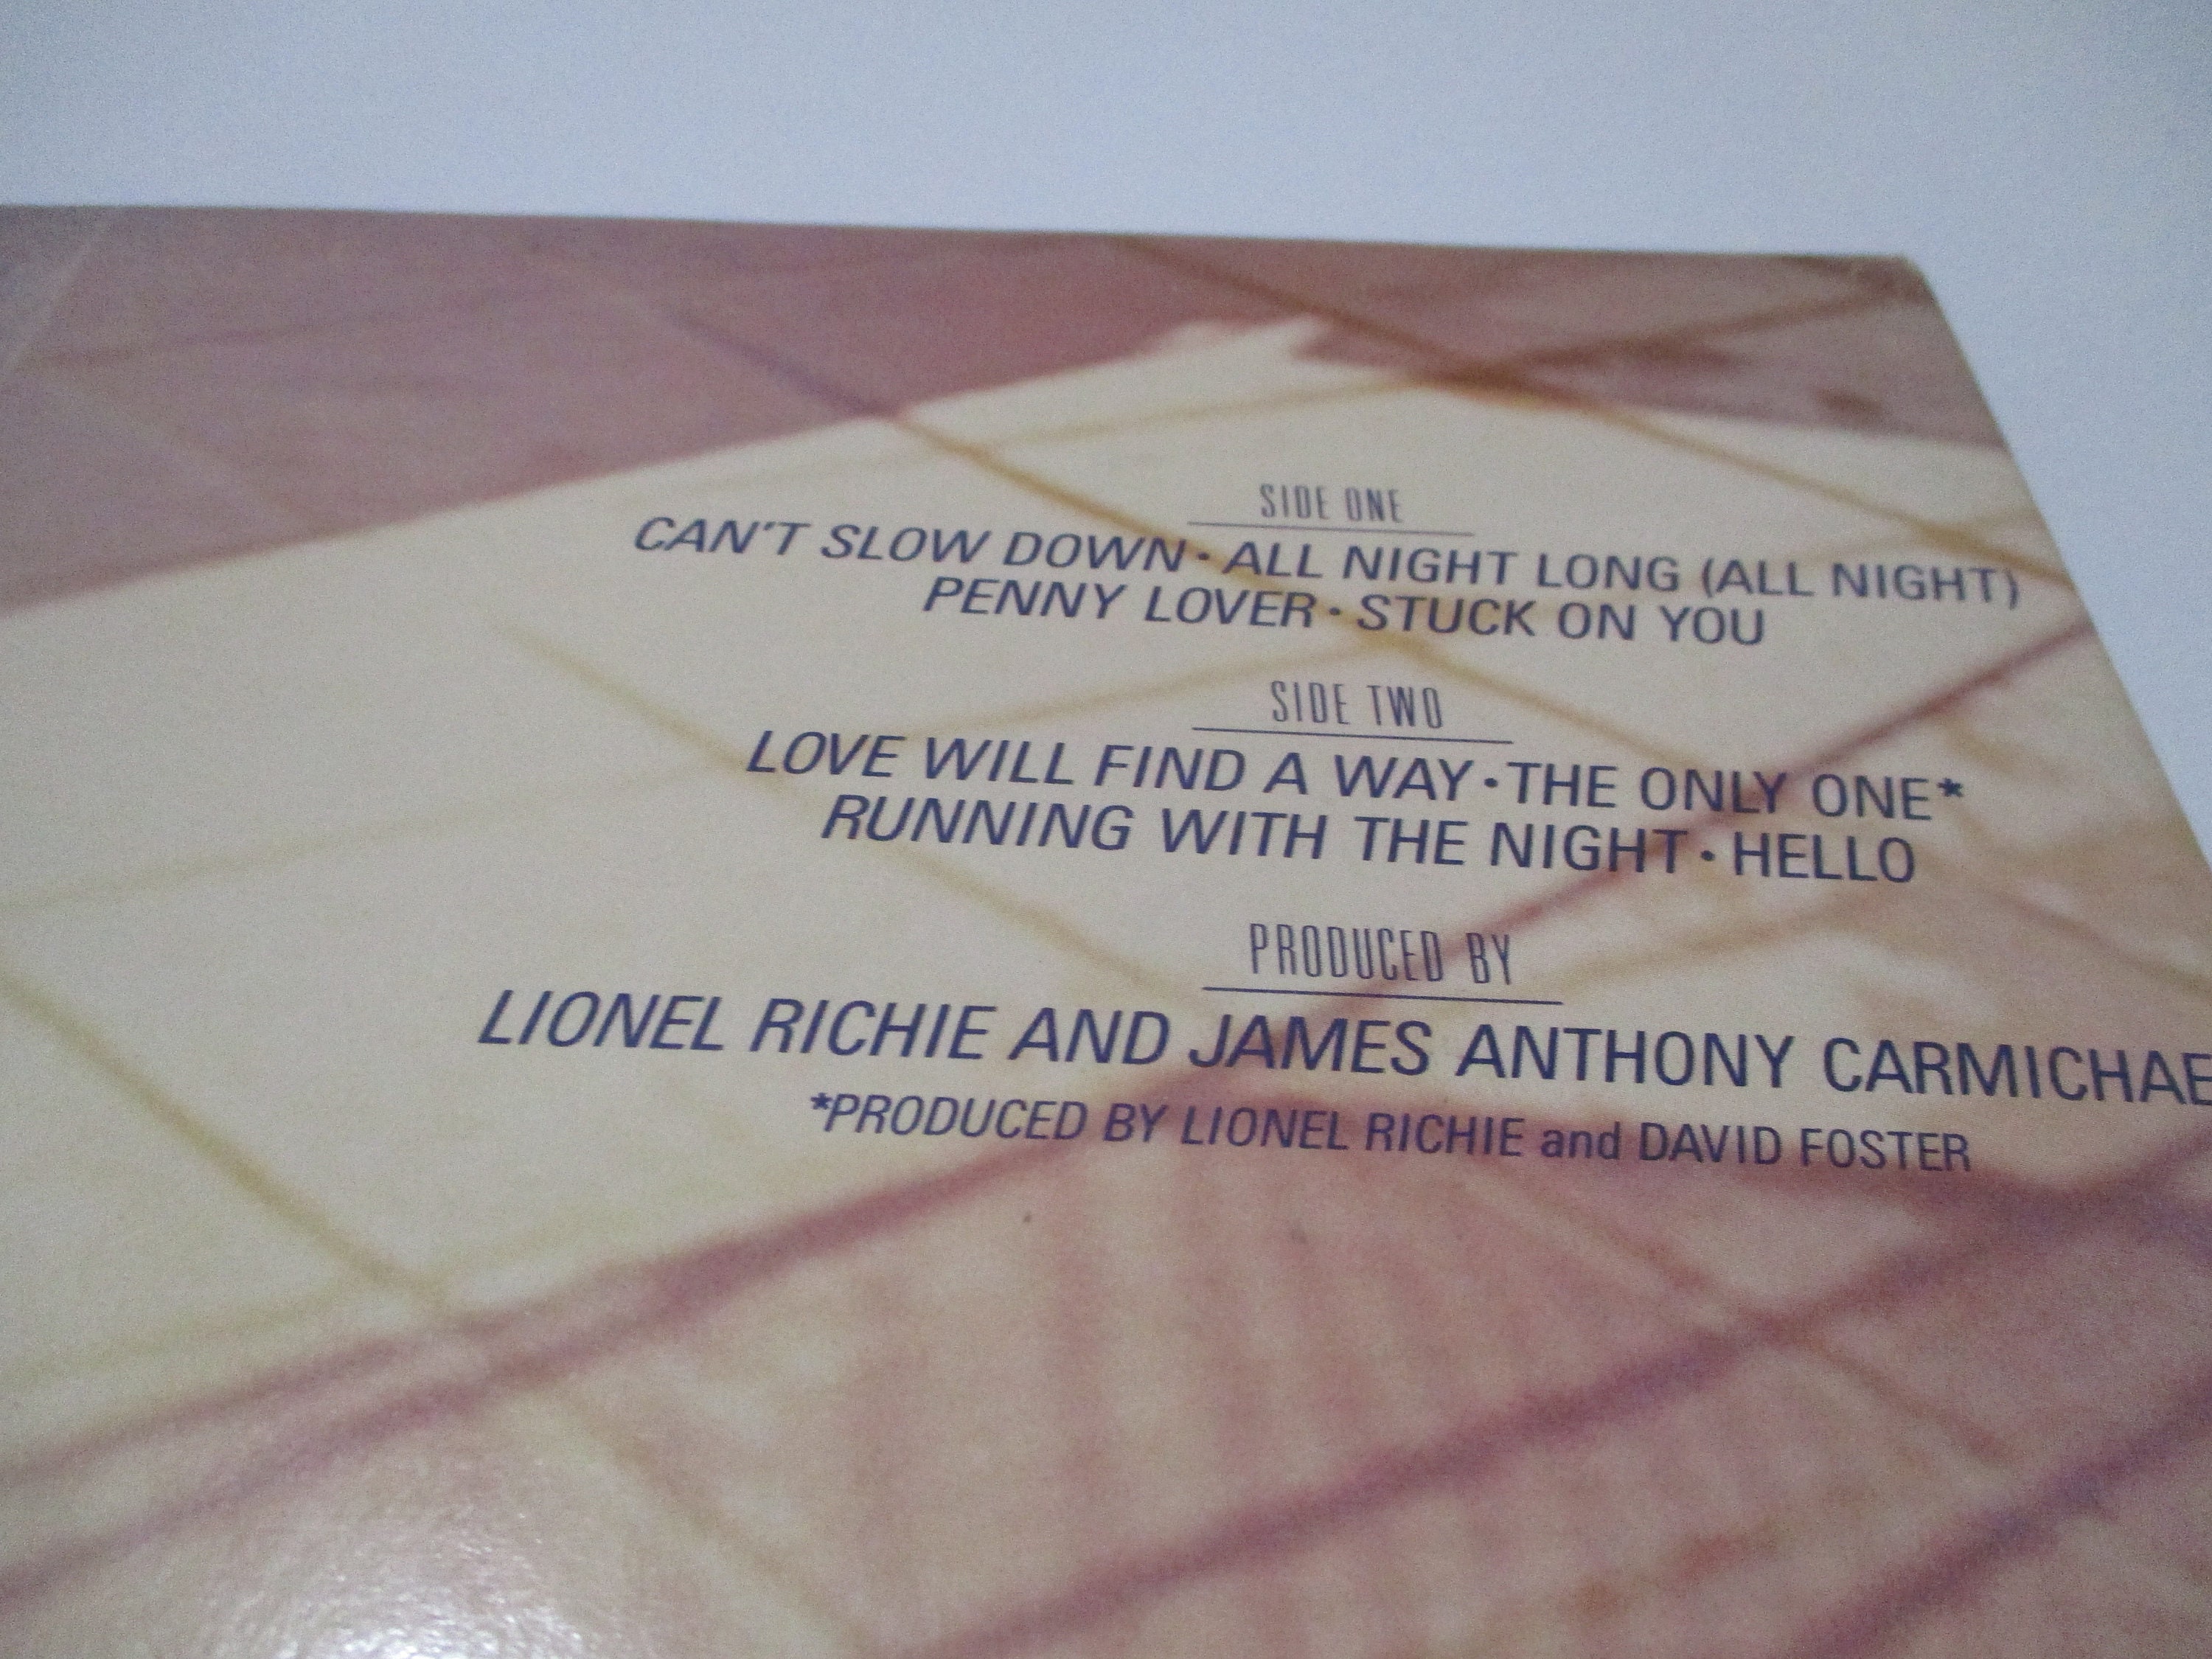 SIDE ONE
CAN'T SLOW DOWN • ALL NIGHT LONG (ALL NIGHT)
PENNY LOVER • STUCK ON YOU
SIDE TWO
LOVE WILL FIND A WAY • THE ONLY ONE*
RUNNING WITH THE NIGHT • HELLO
PRODUCED BY
LIONEL RICHIE AND JAMES ANTHONY CARMICHAE
*PRODUCED BY LIONEL RICHIE and DAVID FOSTER